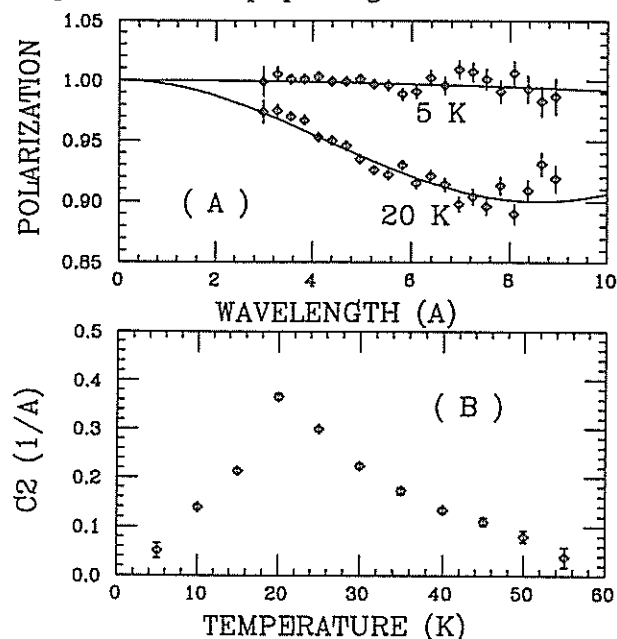 1.05
1.00
0.95
0.90
0.85
POLARIZATION
5 K
( A )
20 K
0 2 4 6 8 10
WAVELENGTH (A)
0.5
0.4
0.3
0.2
0.1
0.0
C2 (1/A)
( B )
0 10 20 30 40 50 60
TEMPERATURE (K)